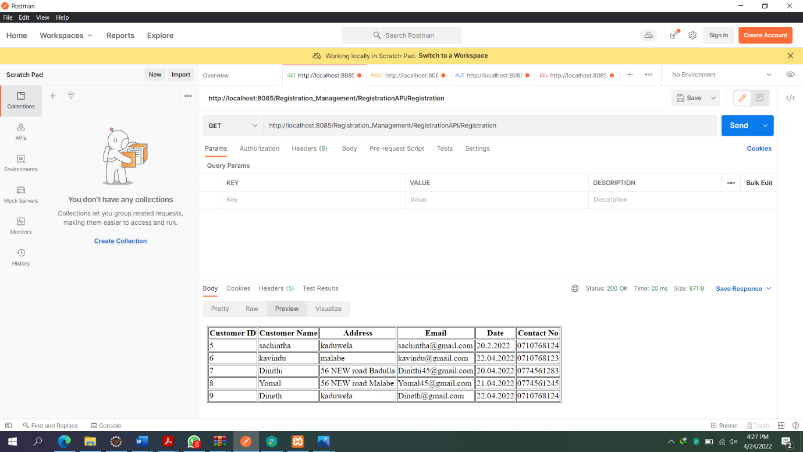 Postman
File Edit View Help
Home Workspaces Reports Explore Search Postman Sign In Create Account
Working locally in Scratch Pad. Switch to a Workspace
Scratch Pad New Import Overview GET http://localhost:8085 POST http://localhost:808 PUT http://localhost:8085 DEL http://localhost:8085 No Environment
Collections
APIs
Environments
Mock Servers
Monitors
History
You don't have any collections
Collections let you group related requests,
making them easier to access and run.
Create Collection
http://localhost:8085/Registration_Management/RegistrationAPI/Registration Save
GET http://localhost:8085/Registration_Management/RegistrationAPI/Registration Send
Params Authorization Headers (6) Body Pre-request Script Tests Settings Cookies
Query Params
KEY VALUE DESCRIPTION Bulk Edit
Key Value Description
Body Cookies Headers (5) Test Results Status: 200 OK Time: 20 ms Size: 871 B Save Response
Pretty Raw Preview Visualize
Customer ID Customer Name Address Email Date Contact No
5 sachintha kaduwela sachintha@gmail.com 20.2.2022 0710768124
6 kavindu malabe kavindu@gmail.com 22.04.2022 0710768123
7 Dinithi 56 NEW road Badulla Dinithi45@gmail.com 20.04.2022 0774561283
8 Yomal 56 NEW road Malabe Yomal45@gmail.com 21.04.2022 0774561245
9 Dineth kaduwela Dineth@gmail.com 22.04.2022 0710768124
Find and Replace Console Runner Trash
4:27 PM
4/24/2022